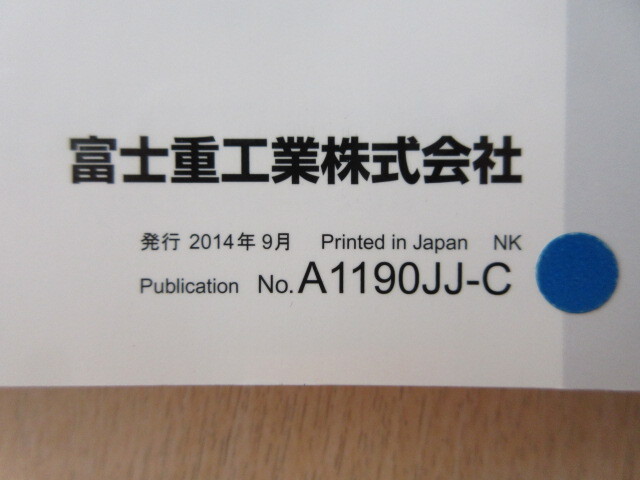 富士重工業株式会社
発行 2014年9月 Printed in Japan NK
Publication No. A1190JJ-C